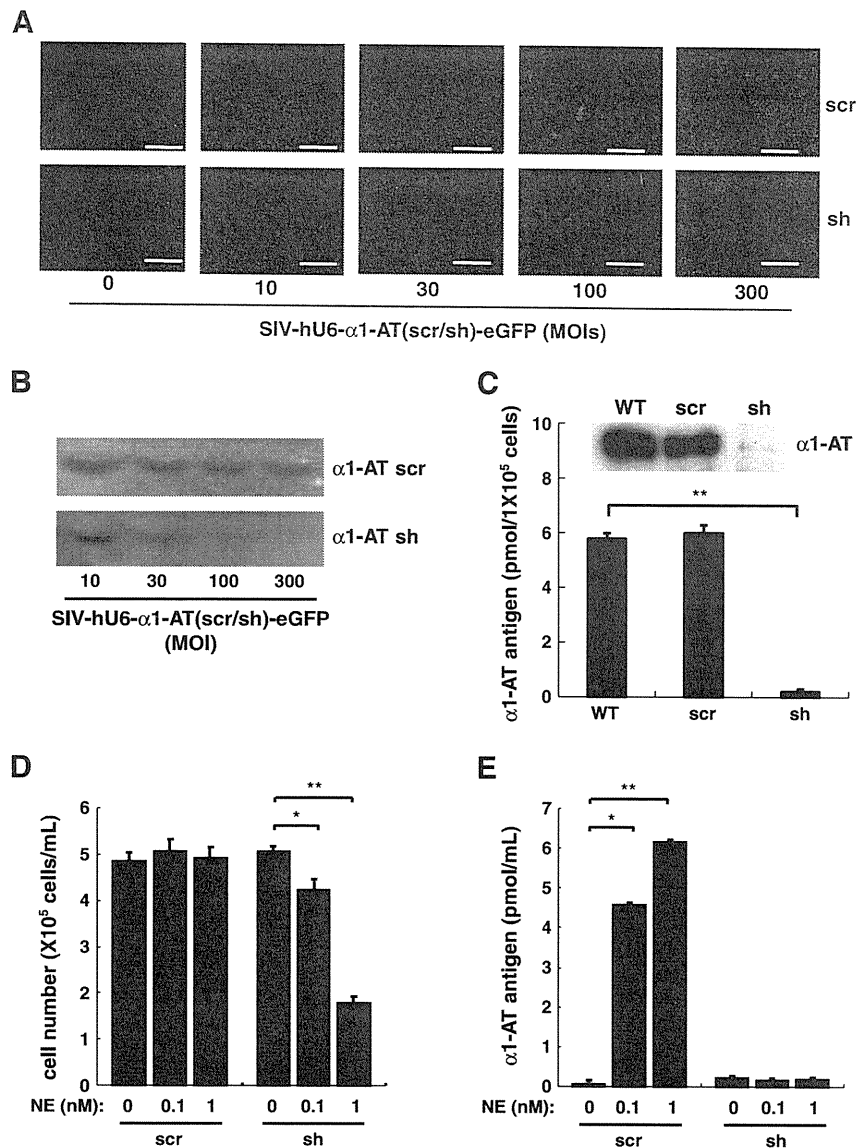 A
scr
sh
0 10 30 100 300
SIV-hU6-α1-AT(scr/sh)-eGFP (MOIs)
B
α1-AT scr
α1-AT sh
10 30 100 300
SIV-hU6-α1-AT(scr/sh)-eGFP
(MOI)
C
WT scr sh
α1-AT
**
α1-AT antigen (pmol/1X10⁵ cells)
10
8
6
4
2
0
WT scr sh
D
**
*
cell number (X10⁵ cells/mL)
6
5
4
3
2
1
0
NE (nM): 0 0.1 1 0 0.1 1
scr sh
E
**
*
α1-AT antigen (pmol/mL)
7
6
5
4
3
2
1
0
NE (nM): 0 0.1 1 0 0.1 1
scr sh